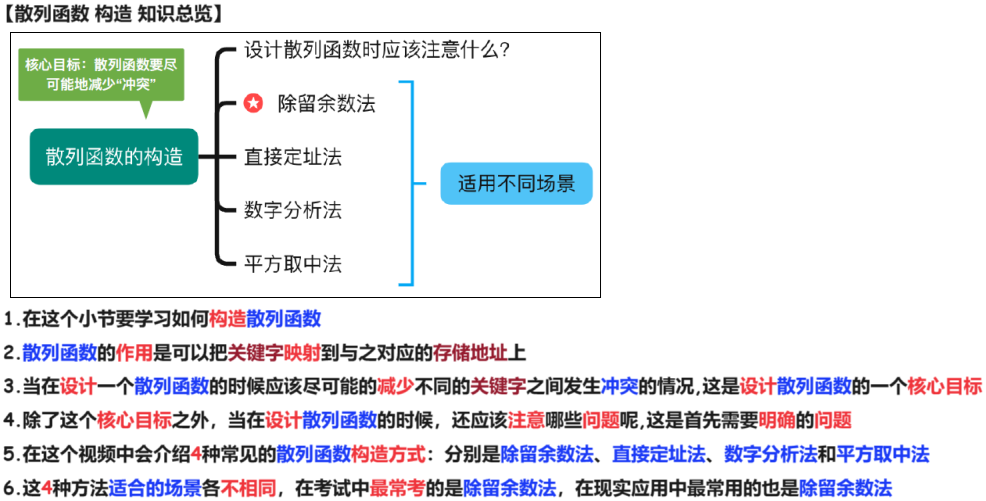 【散列函数 构造 知识总览】
核心目标：散列函数要尽
可能地减少“冲突”
散列函数的构造
设计散列函数时应该注意什么?
除留余数法
直接定址法
数字分析法
平方取中法
适用不同场景
1.在这个小节要学习如何构造散列函数
2.散列函数的作用是可以把关键字映射到与之对应的存储地址上
3.当在设计一个散列函数的时候应该尽可能的减少不同的关键字之间发生冲突的情况,这是设计散列函数的一个核心目标
4.除了这个核心目标之外，当在设计散列函数的时候，还应该注意哪些问题呢,这是首先需要明确的问题
5.在这个视频中会介绍4种常见的散列函数构造方式：分别是除留余数法、直接定址法、数字分析法和平方取中法
6.这4种方法适合的场景各不相同，在考试中最常考的是除留余数法，在现实应用中最常用的也是除留余数法